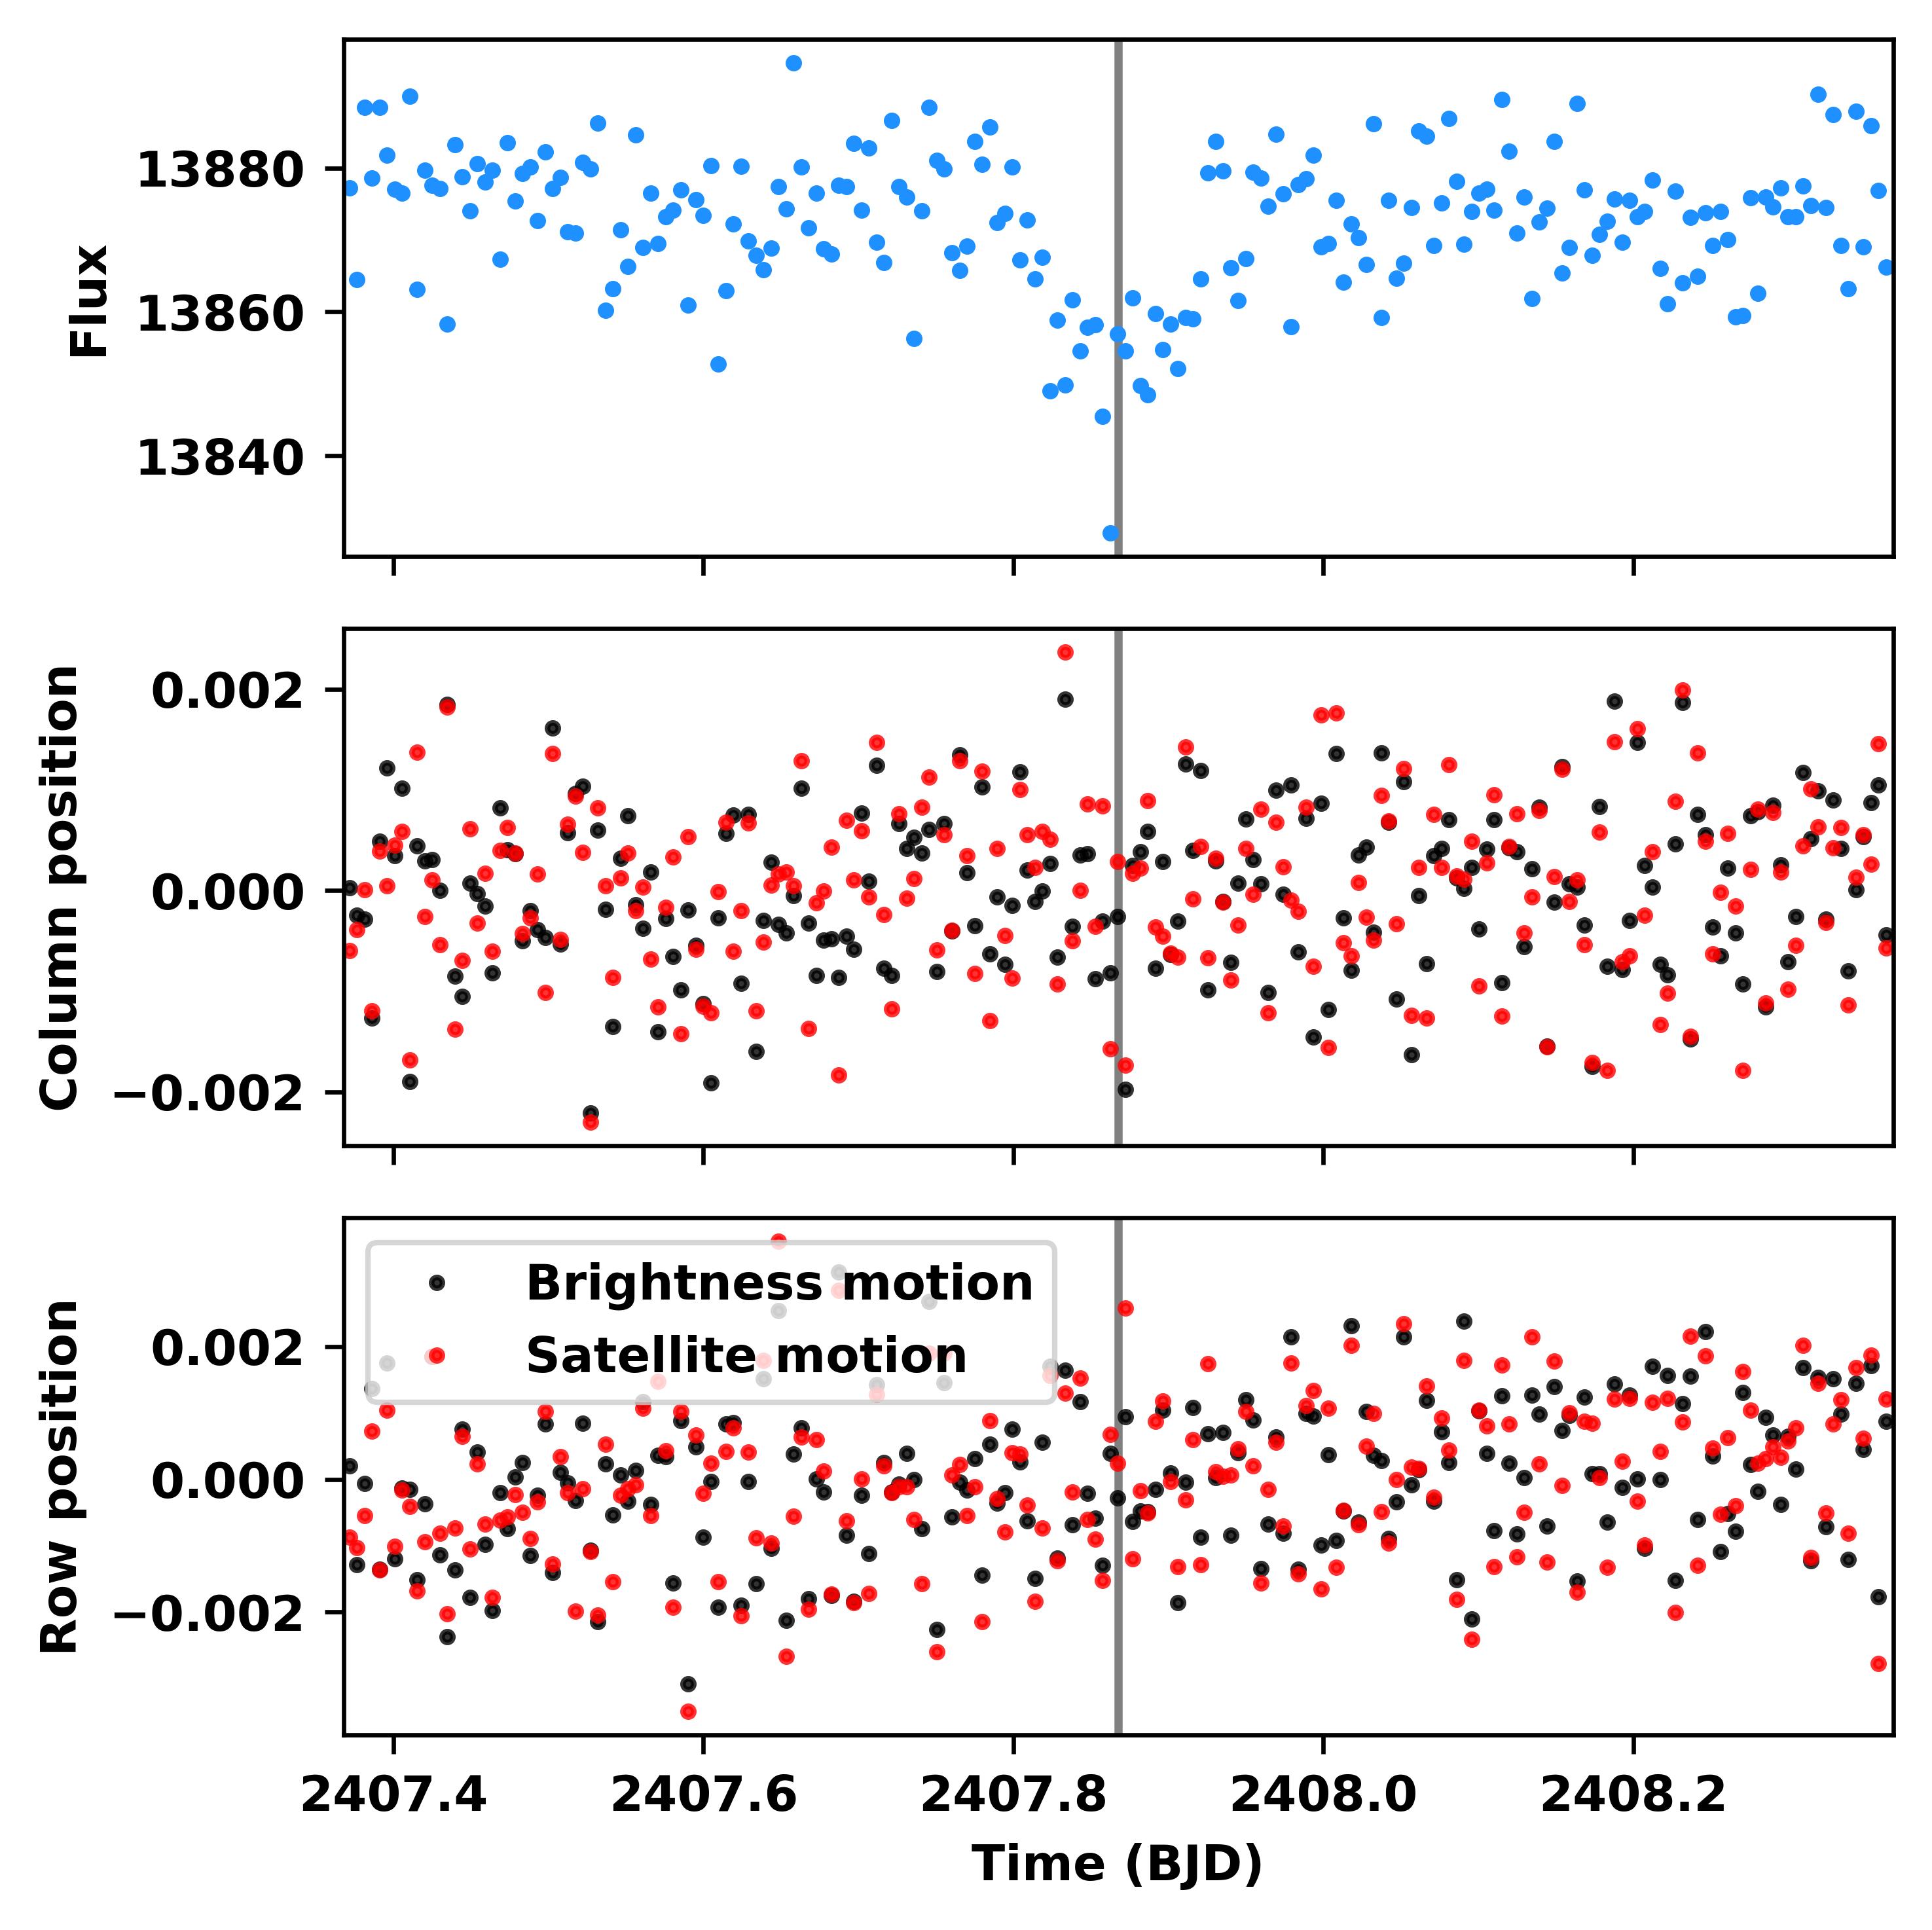 Flux
13880
13860
13840
Column position
0.002
0.000
−0.002
Row position
0.002
0.000
−0.002
Brightness motion
Satellite motion
2407.4 2407.6 2407.8 2408.0 2408.2
Time (BJD)